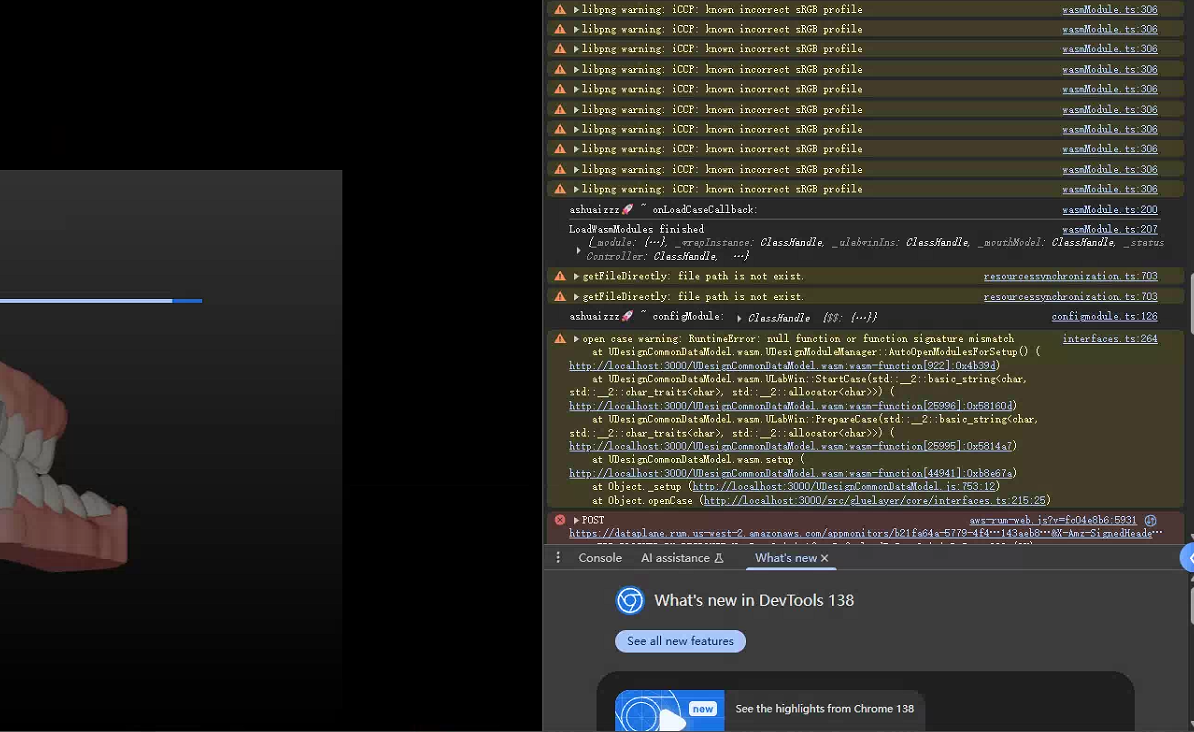 libpng warning: iCCP: known incorrect sRGB profile wasmModule.ts:306
libpng warning: iCCP: known incorrect sRGB profile wasmModule.ts:306
libpng warning: iCCP: known incorrect sRGB profile wasmModule.ts:306
libpng warning: iCCP: known incorrect sRGB profile wasmModule.ts:306
libpng warning: iCCP: known incorrect sRGB profile wasmModule.ts:306
libpng warning: iCCP: known incorrect sRGB profile wasmModule.ts:306
libpng warning: iCCP: known incorrect sRGB profile wasmModule.ts:306
libpng warning: iCCP: known incorrect sRGB profile wasmModule.ts:306
libpng warning: iCCP: known incorrect sRGB profile wasmModule.ts:306
libpng warning: iCCP: known incorrect sRGB profile wasmModule.ts:306
ashuaizzz🚀 ~ onLoadCaseCallback: wasmModule.ts:200
LoadWasmModules finished wasmModule.ts:207
{_module: {…}, _wrapInstance: ClassHandle, _ulabwinIns: ClassHandle, _mouthModel: ClassHandle, _status
Controller: ClassHandle, …}
getFileDirectly: file path is not exist. resourcessynchronization.ts:703
getFileDirectly: file path is not exist. resourcessynchronization.ts:703
ashuaizzz🚀 ~ configModule: ClassHandle {$$: {…}} configmodule.ts:126
open case warning: RuntimeError: null function or function signature mismatch interfaces.ts:264
at UDesignCommonDataModel.wasm.UDesignModuleManager::AutoOpenModulesForSetup() (
http://localhost:3000/UDesignCommonDataModel.wasm:wasm-function[922]:0x4b39d)
at UDesignCommonDataModel.wasm.ULabWin::StartCase(std::__2::basic_string<char,
std::__2::char_traits<char>, std::__2::allocator<char>>) (
http://localhost:3000/UDesignCommonDataModel.wasm:wasm-function[25996]:0x58160d)
at UDesignCommonDataModel.wasm.ULabWin::PrepareCase(std::__2::basic_string<char,
std::__2::char_traits<char>, std::__2::allocator<char>>) (
http://localhost:3000/UDesignCommonDataModel.wasm:wasm-function[25995]:0x5814a7)
at UDesignCommonDataModel.wasm.setup (
http://localhost:3000/UDesignCommonDataModel.wasm:wasm-function[44941]:0xb8e67a)
at Object._setup (http://localhost:3000/UDesignCommonDataModel.js:753:12)
at Object.openCase (http://localhost:3000/src/gluelayer/core/interfaces.ts:215:25)
POST aws-rum-web.js?v=fc04e8b6:5931
https://dataplane.rum.us-west-2.amazonaws.com/appmonitors/b21fa64a-5779-4f4…143aeb8…&X-Amz-SignedHeade…
Console AI assistance What's new
What's new in DevTools 138
See all new features
new See the highlights from Chrome 138